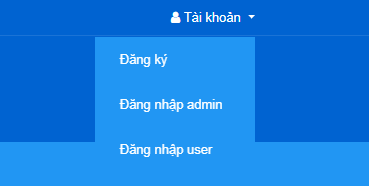 Tài khoản
Đăng ký
Đăng nhập admin
Đăng nhập user